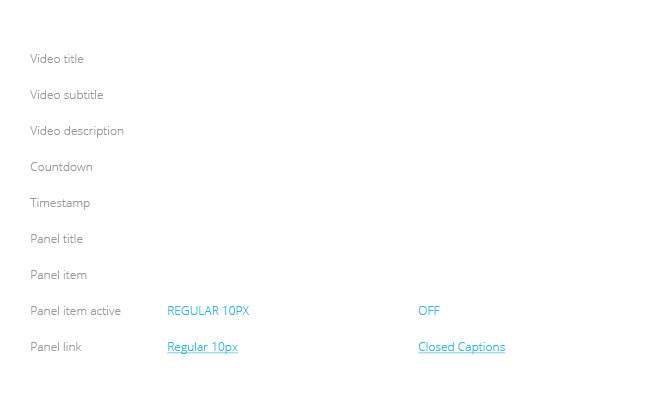 Video title
Video subtitle
Video description
Countdown
Timestamp
Panel title
Panel item
Panel item active REGULAR 10PX OFF
Panel link Regular 10px Closed Captions